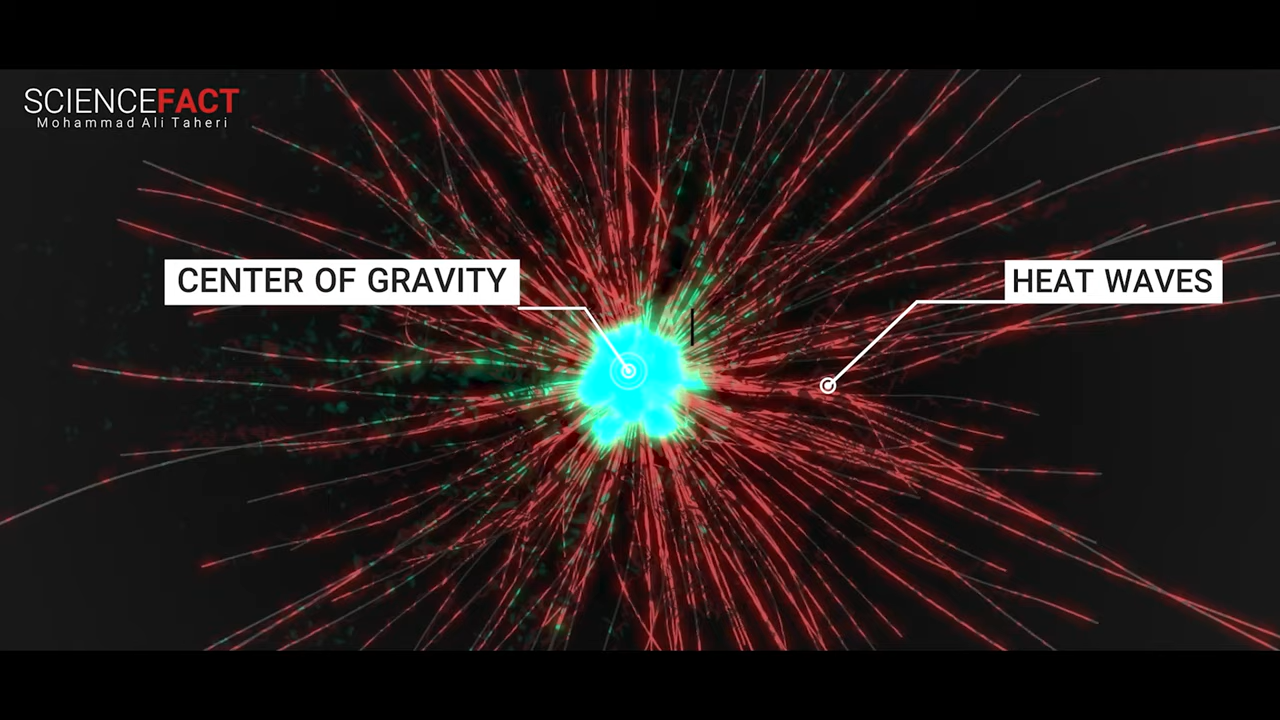 SCIENCEFACT
Mohammad Ali Taheri
CENTER OF GRAVITY
HEAT WAVES